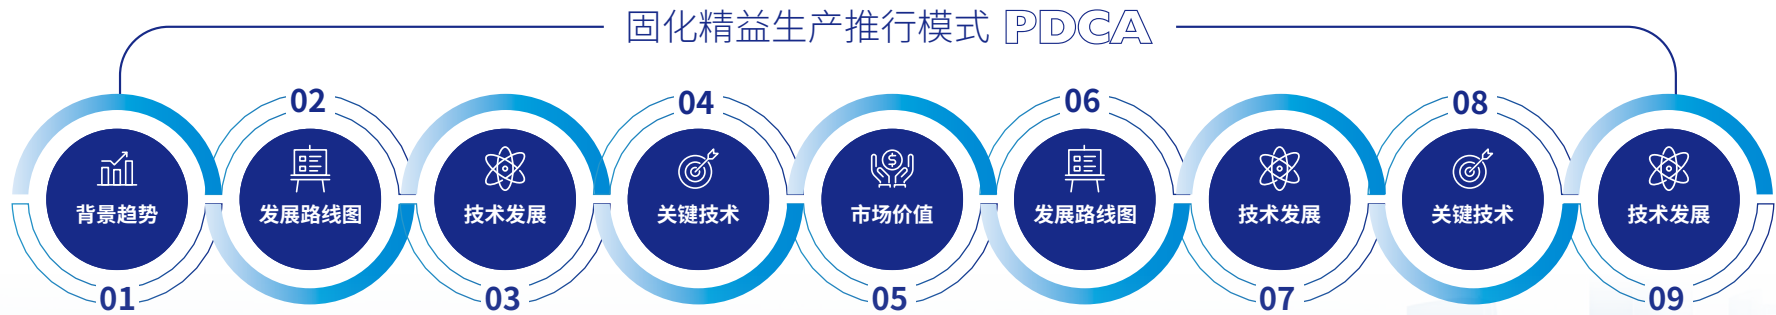 固化精益生产推行模式 PDCA
01
背景趋势
02
发展路线图
03
技术发展
04
关键技术
05
市场价值
06
发展路线图
07
技术发展
08
关键技术
09
技术发展